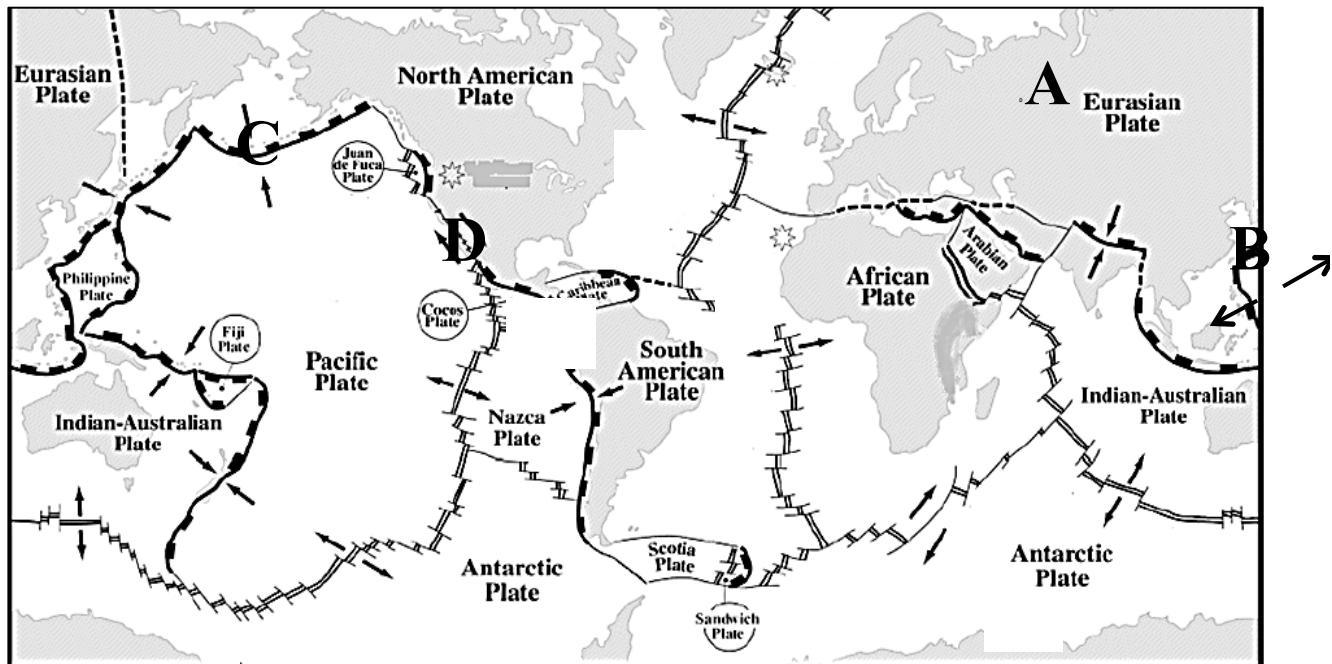 Eurasian
Plate
North American
Plate
A
Eurasian
Plate
C
Juan
de Fuca
Plate
D
B
Philippine
Plate
Arabian
Plate
African
Plate
Caribbean
Plate
Cocos
Plate
Fiji
Plate
Pacific
Plate
South
American
Plate
Nazca
Plate
Indian-Australian
Plate
Indian-Australian
Plate
Antarctic
Plate
Scotia
Plate
Antarctic
Plate
Sandwich
Plate